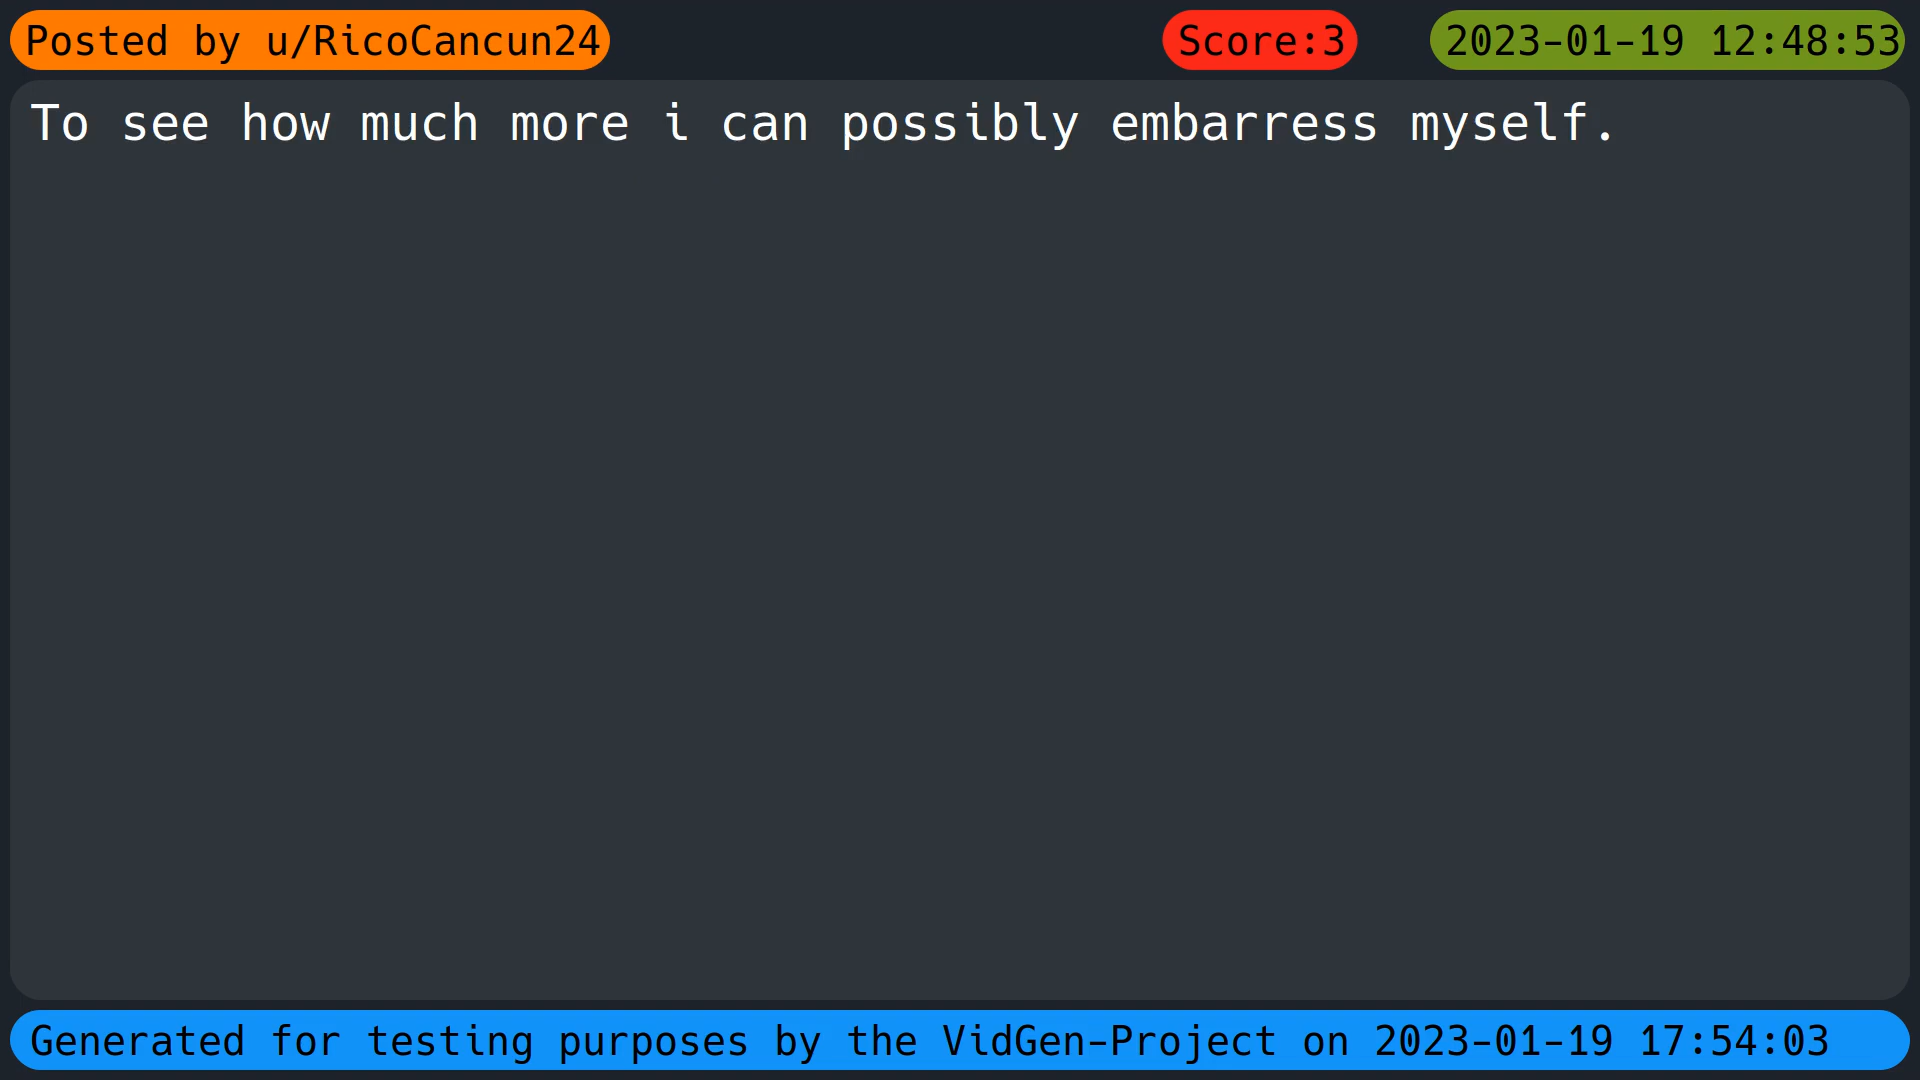 Posted by u/RicoCancun24 Score:3 2023-01-19 12:48:53
To see how much more i can possibly embarress myself.
Generated for testing purposes by the VidGen-Project on 2023-01-19 17:54:03